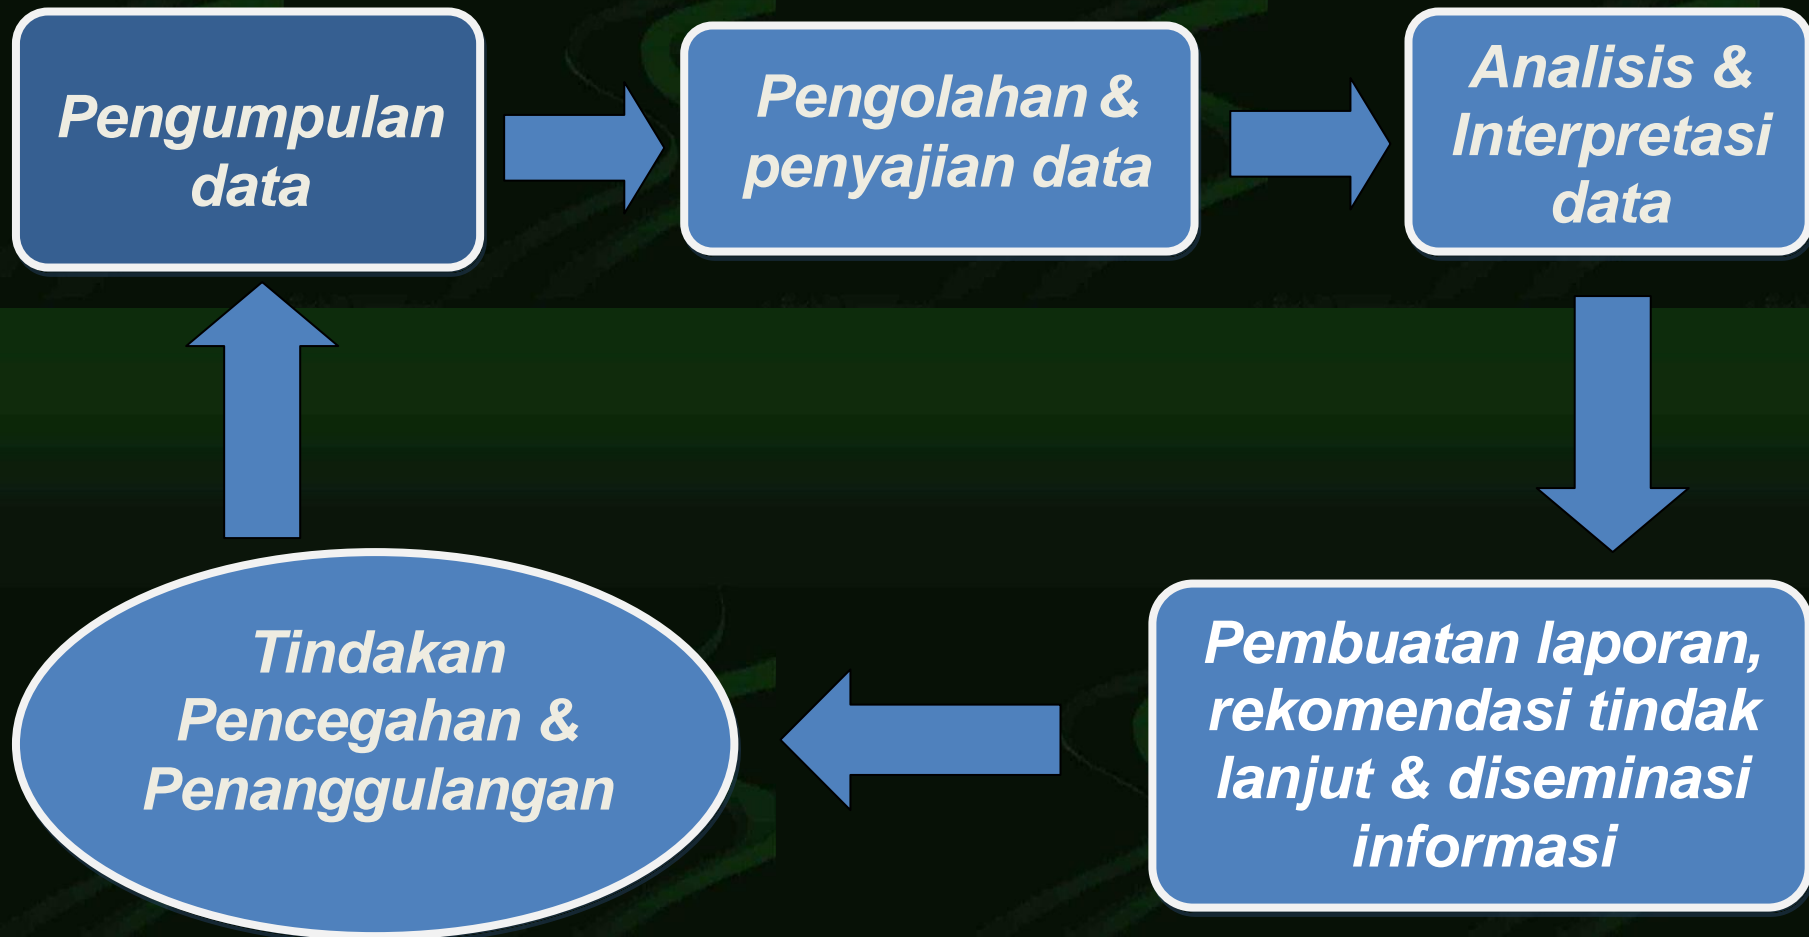 Pengumpulan
data
Pengolahan &
penyajian data
Analisis &
Interpretasi
data
Pembuatan laporan,
rekomendasi tindak
lanjut & diseminasi
informasi
Tindakan
Pencegahan &
Penanggulangan